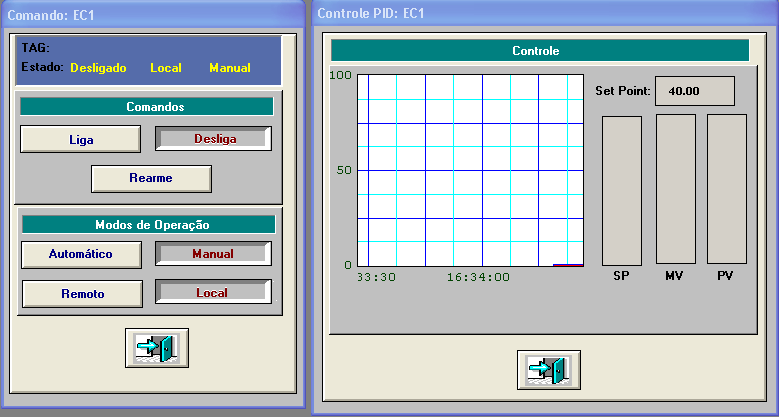 Comando: EC1
TAG:
Estado: Desligado Local Manual
Comandos
Liga Desliga
Rearme
Modos de Operação
Automático Manual
Remoto Local
Controle PID: EC1
Controle
100
50
0
33:30 16:34:00
Set Point: 40.00
SP MV PV